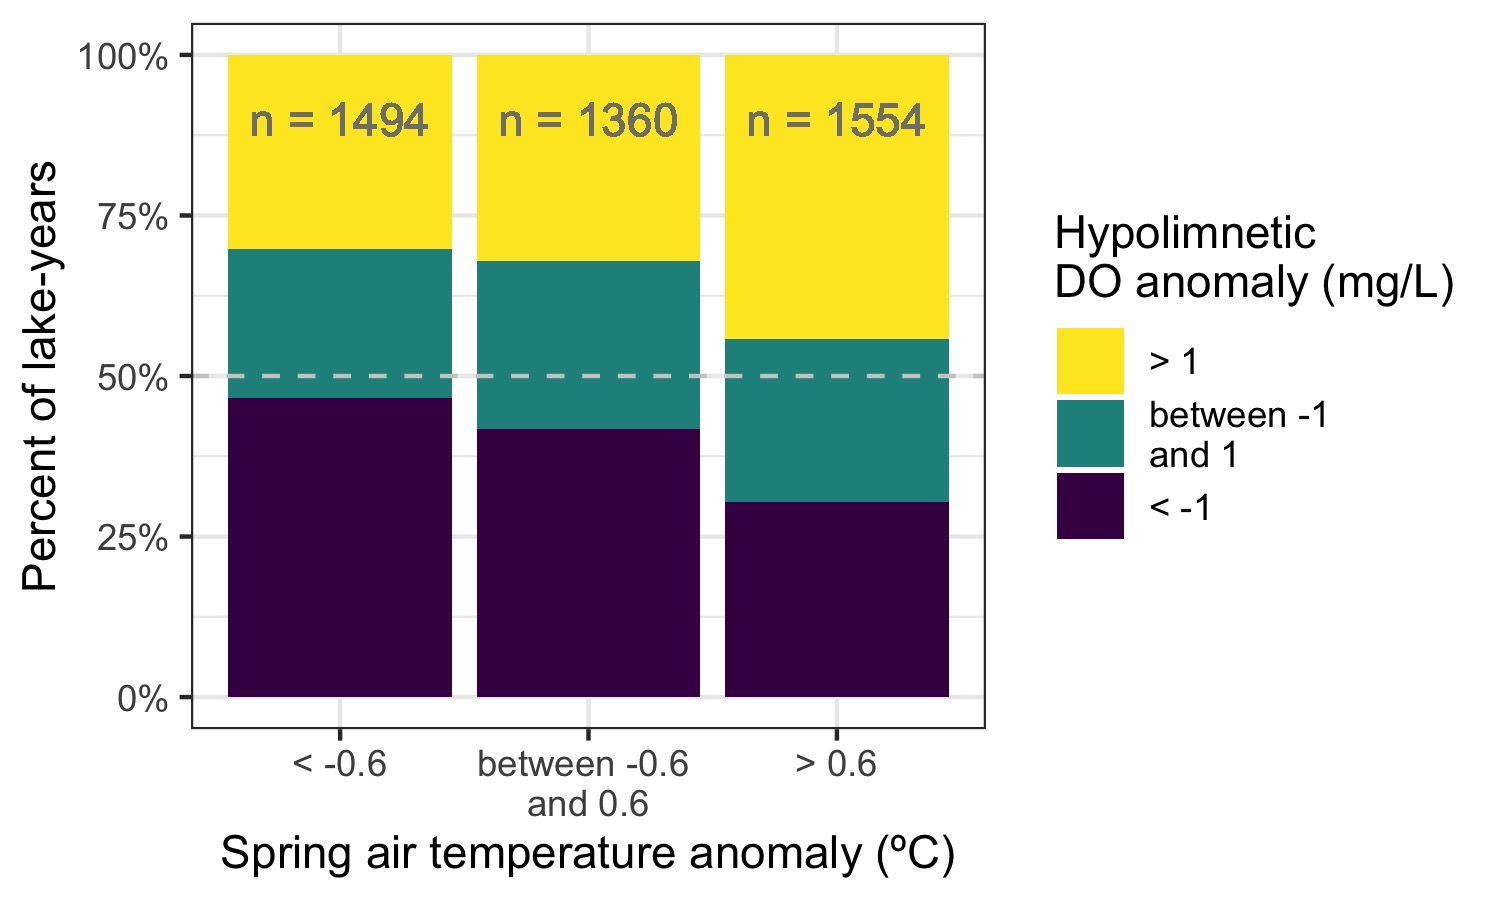 100%
75%
50%
25%
0%
Percent of lake-years
n = 1494
n = 1360
n = 1554
< -0.6
between -0.6
and 0.6
> 0.6
Spring air temperature anomaly (ºC)
Hypolimnetic
DO anomaly (mg/L)
> 1
between -1
and 1
< -1